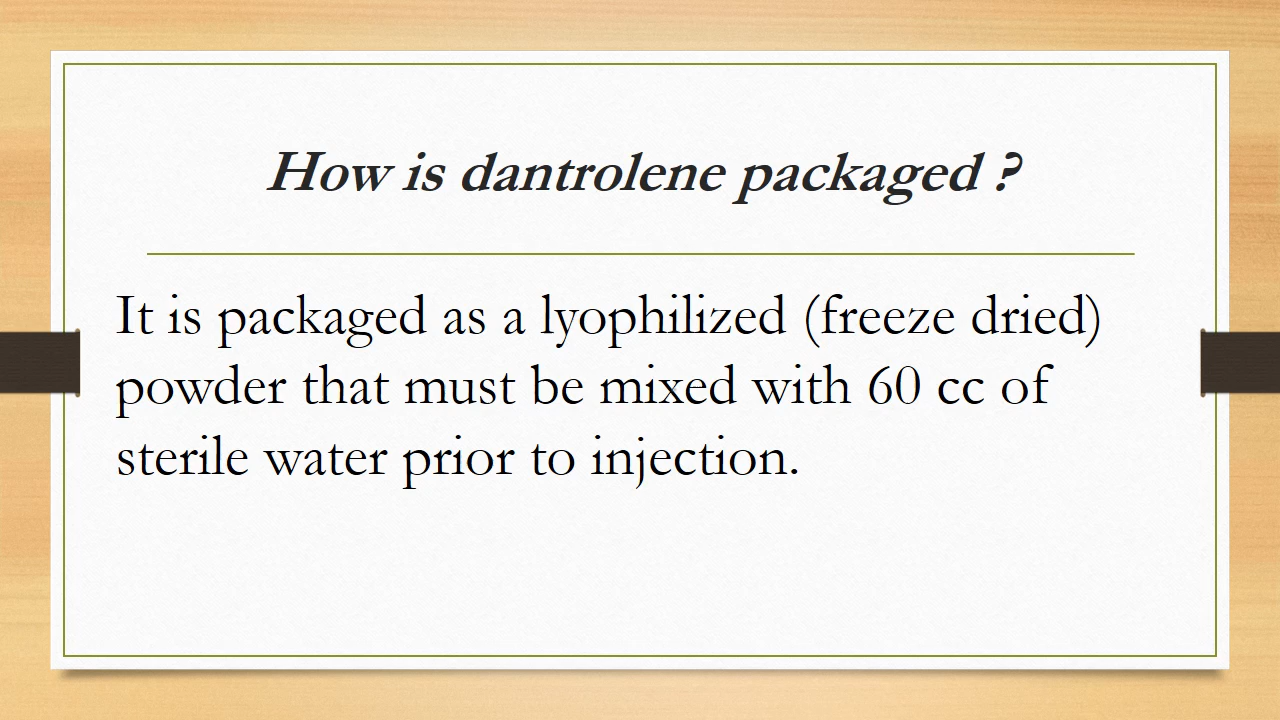 How is dantrolene packaged ?
It is packaged as a lyophilized (freeze dried)
powder that must be mixed with 60 cc of
sterile water prior to injection.